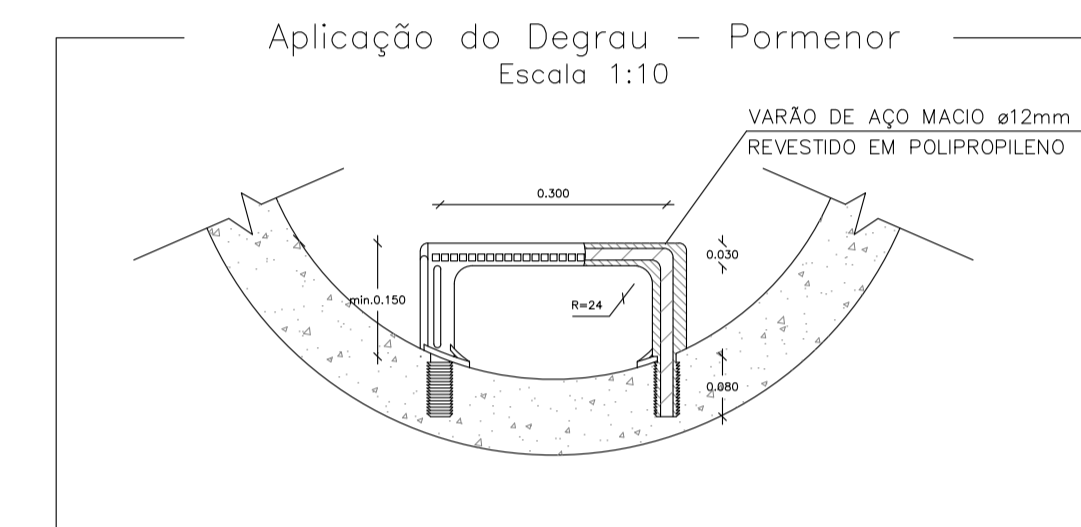 Aplicação do Degrau – Pormenor
Escala 1:10
VARÃO DE AÇO MACIO ø12mm
REVESTIDO EM POLIPROPILENO
0.300
0.030
min.0.150
R=24
0.080